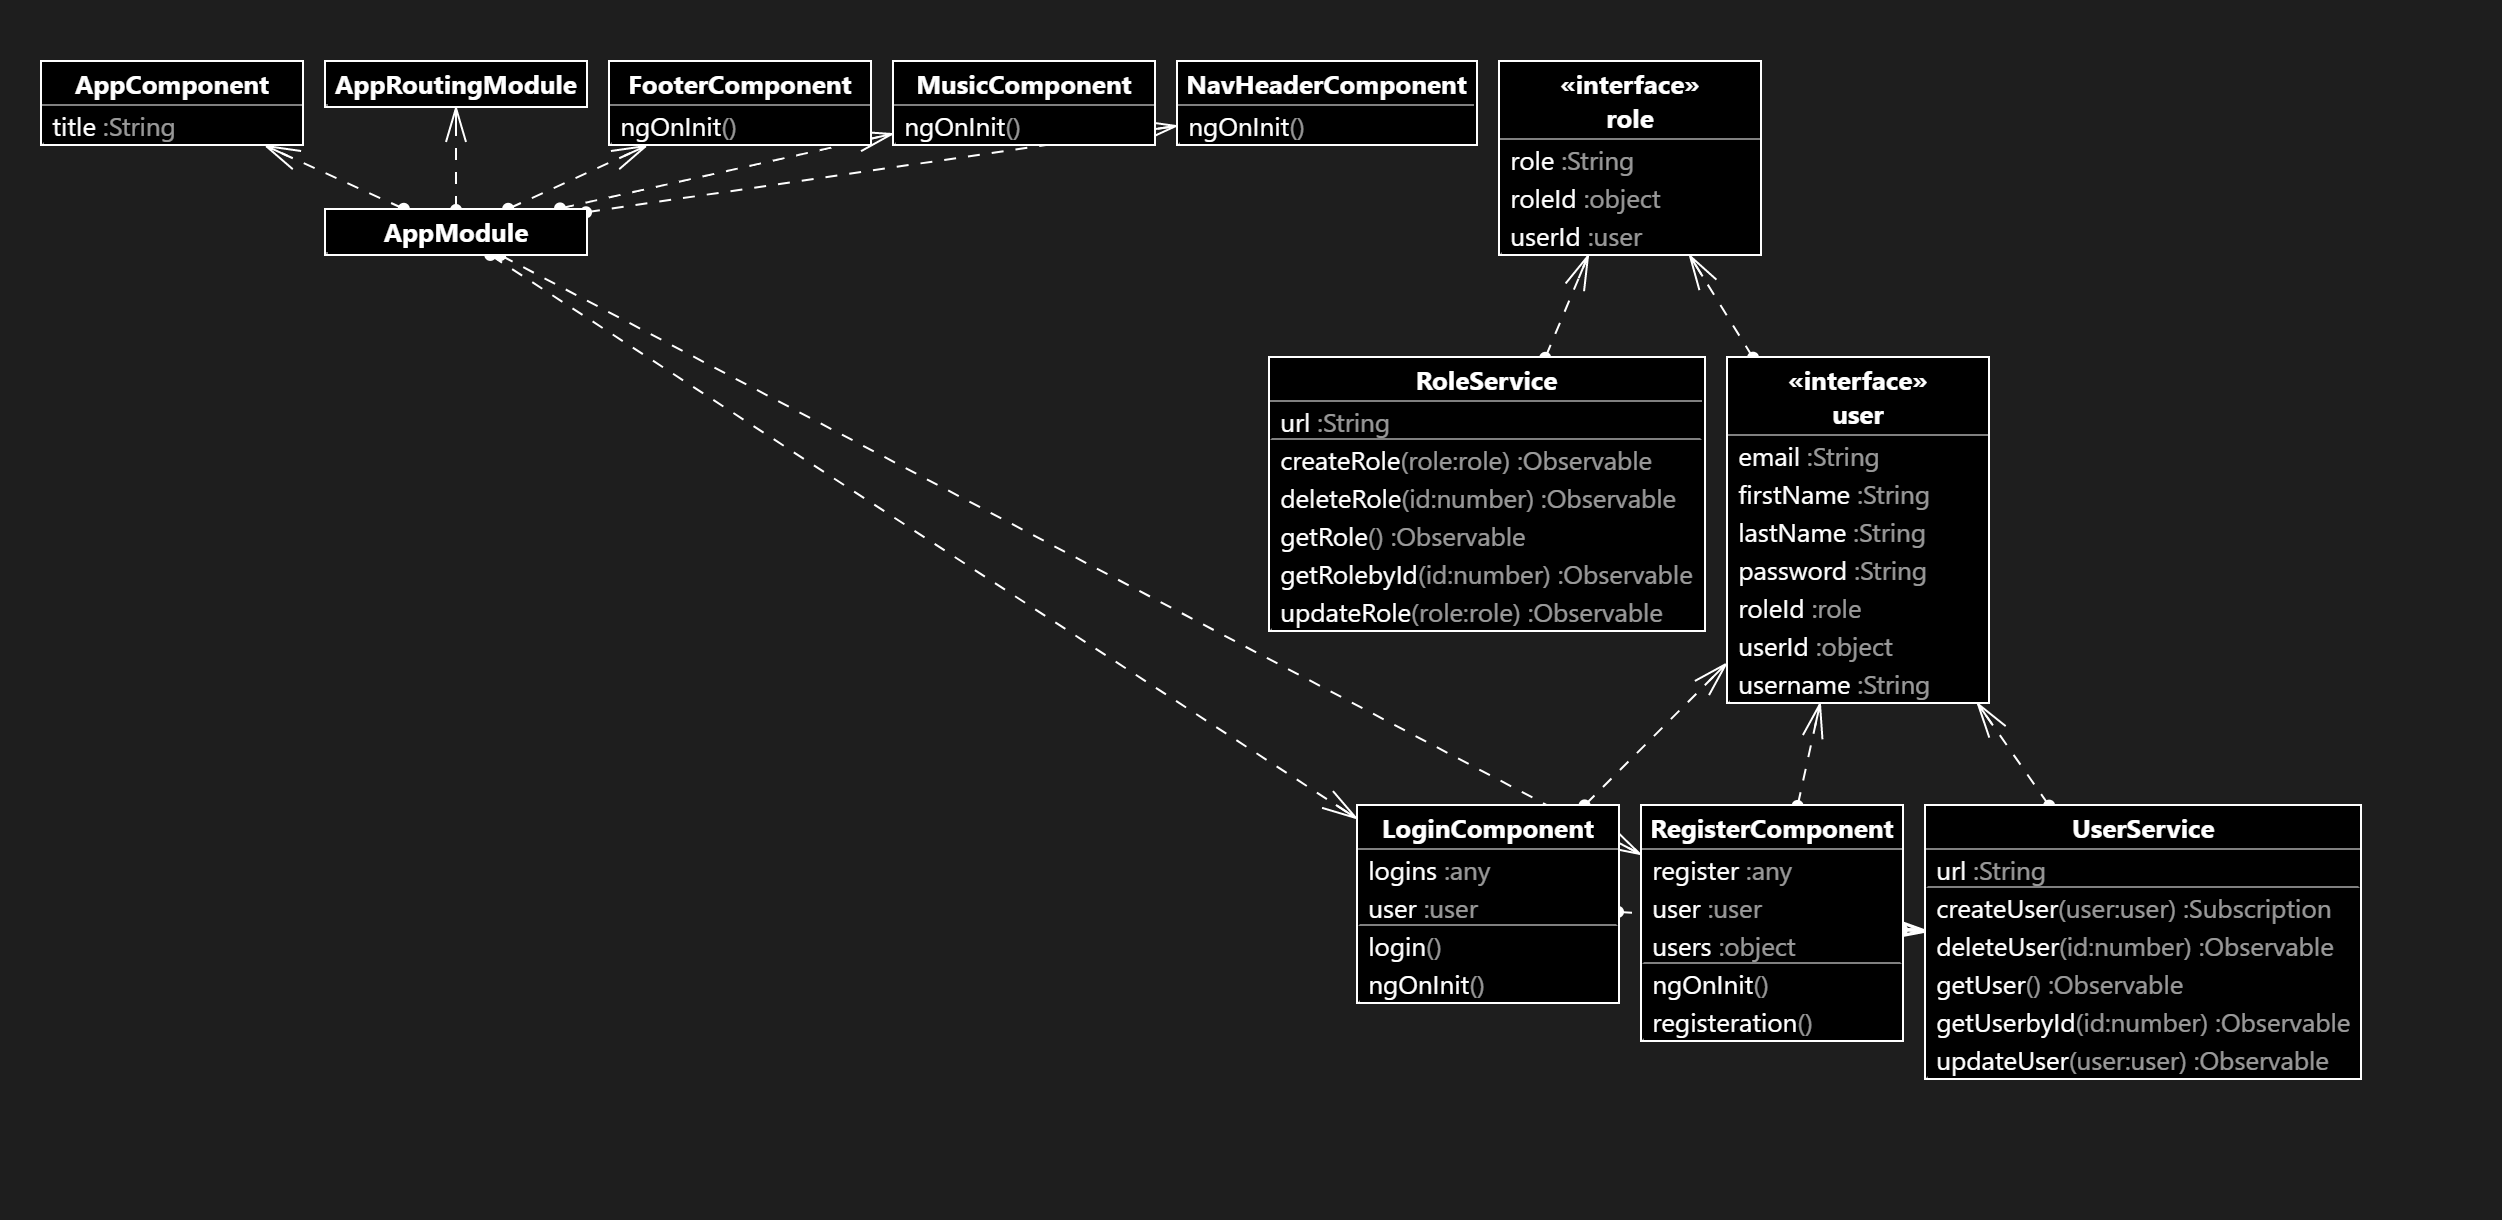 AppComponent
title :String
AppRoutingModule
FooterComponent
ngOnInit()
MusicComponent
ngOnInit()
NavHeaderComponent
ngOnInit()
«interface»
role
role :String
roleId :object
userId :user
AppModule
RoleService
url :String
createRole(role:role) :Observable
deleteRole(id:number) :Observable
getRole() :Observable
getRolebyId(id:number) :Observable
updateRole(role:role) :Observable
«interface»
user
email :String
firstName :String
lastName :String
password :String
roleId :role
userId :object
username :String
LoginComponent
logins :any
user :user
login()
ngOnInit()
RegisterComponent
register :any
user :user
users :object
ngOnInit()
registeration()
UserService
url :String
createUser(user:user) :Subscription
deleteUser(id:number) :Observable
getUser() :Observable
getUserbyId(id:number) :Observable
updateUser(user:user) :Observable